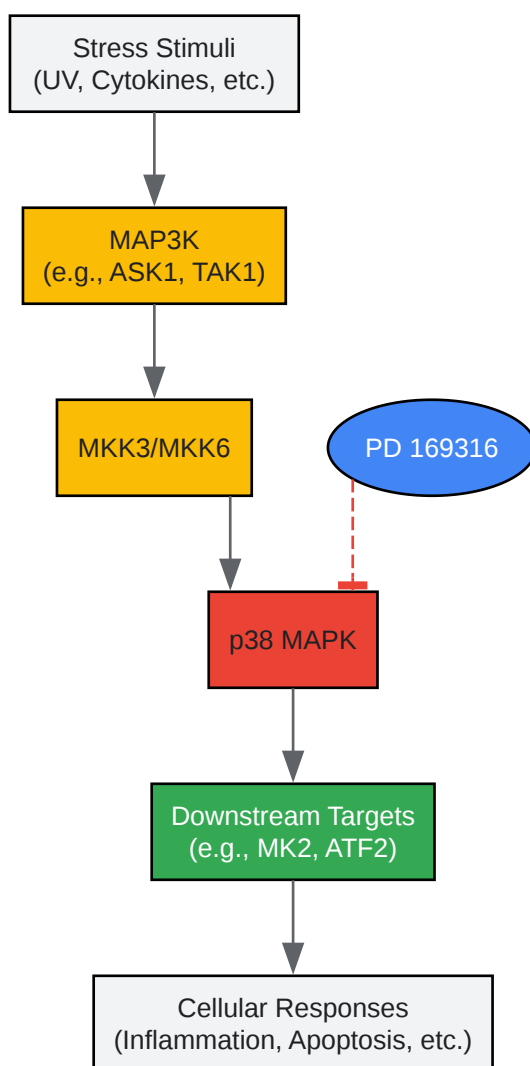 Stress Stimuli
(UV, Cytokines, etc.)
MAP3K
(e.g., ASK1, TAK1)
MKK3/MKK6
PD 169316
p38 MAPK
Downstream Targets
(e.g., MK2, ATF2)
Cellular Responses
(Inflammation, Apoptosis, etc.)